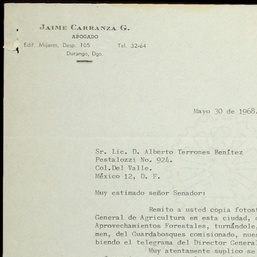 JAIME CARRANZA G.
ABOGADO
Edif. Mijares, Desp. 105 Tel. 32-64
Durango, Dgo.
Mayo 30 de 1968.
Sr. Lic. D. Alberto Terrones Benítez
Pestalozzi No. 924.
Col.Del Valle.
México 12, D. F.
Muy estimado señor Senador:
Remito a usted copia fotost
General de Agricultura en esta ciudad,
Aprovechamientos Forestales, turnándole,
men, del Guardabosques comisionado,
biendo el telegrama del Director General
Muy atentamente suplico